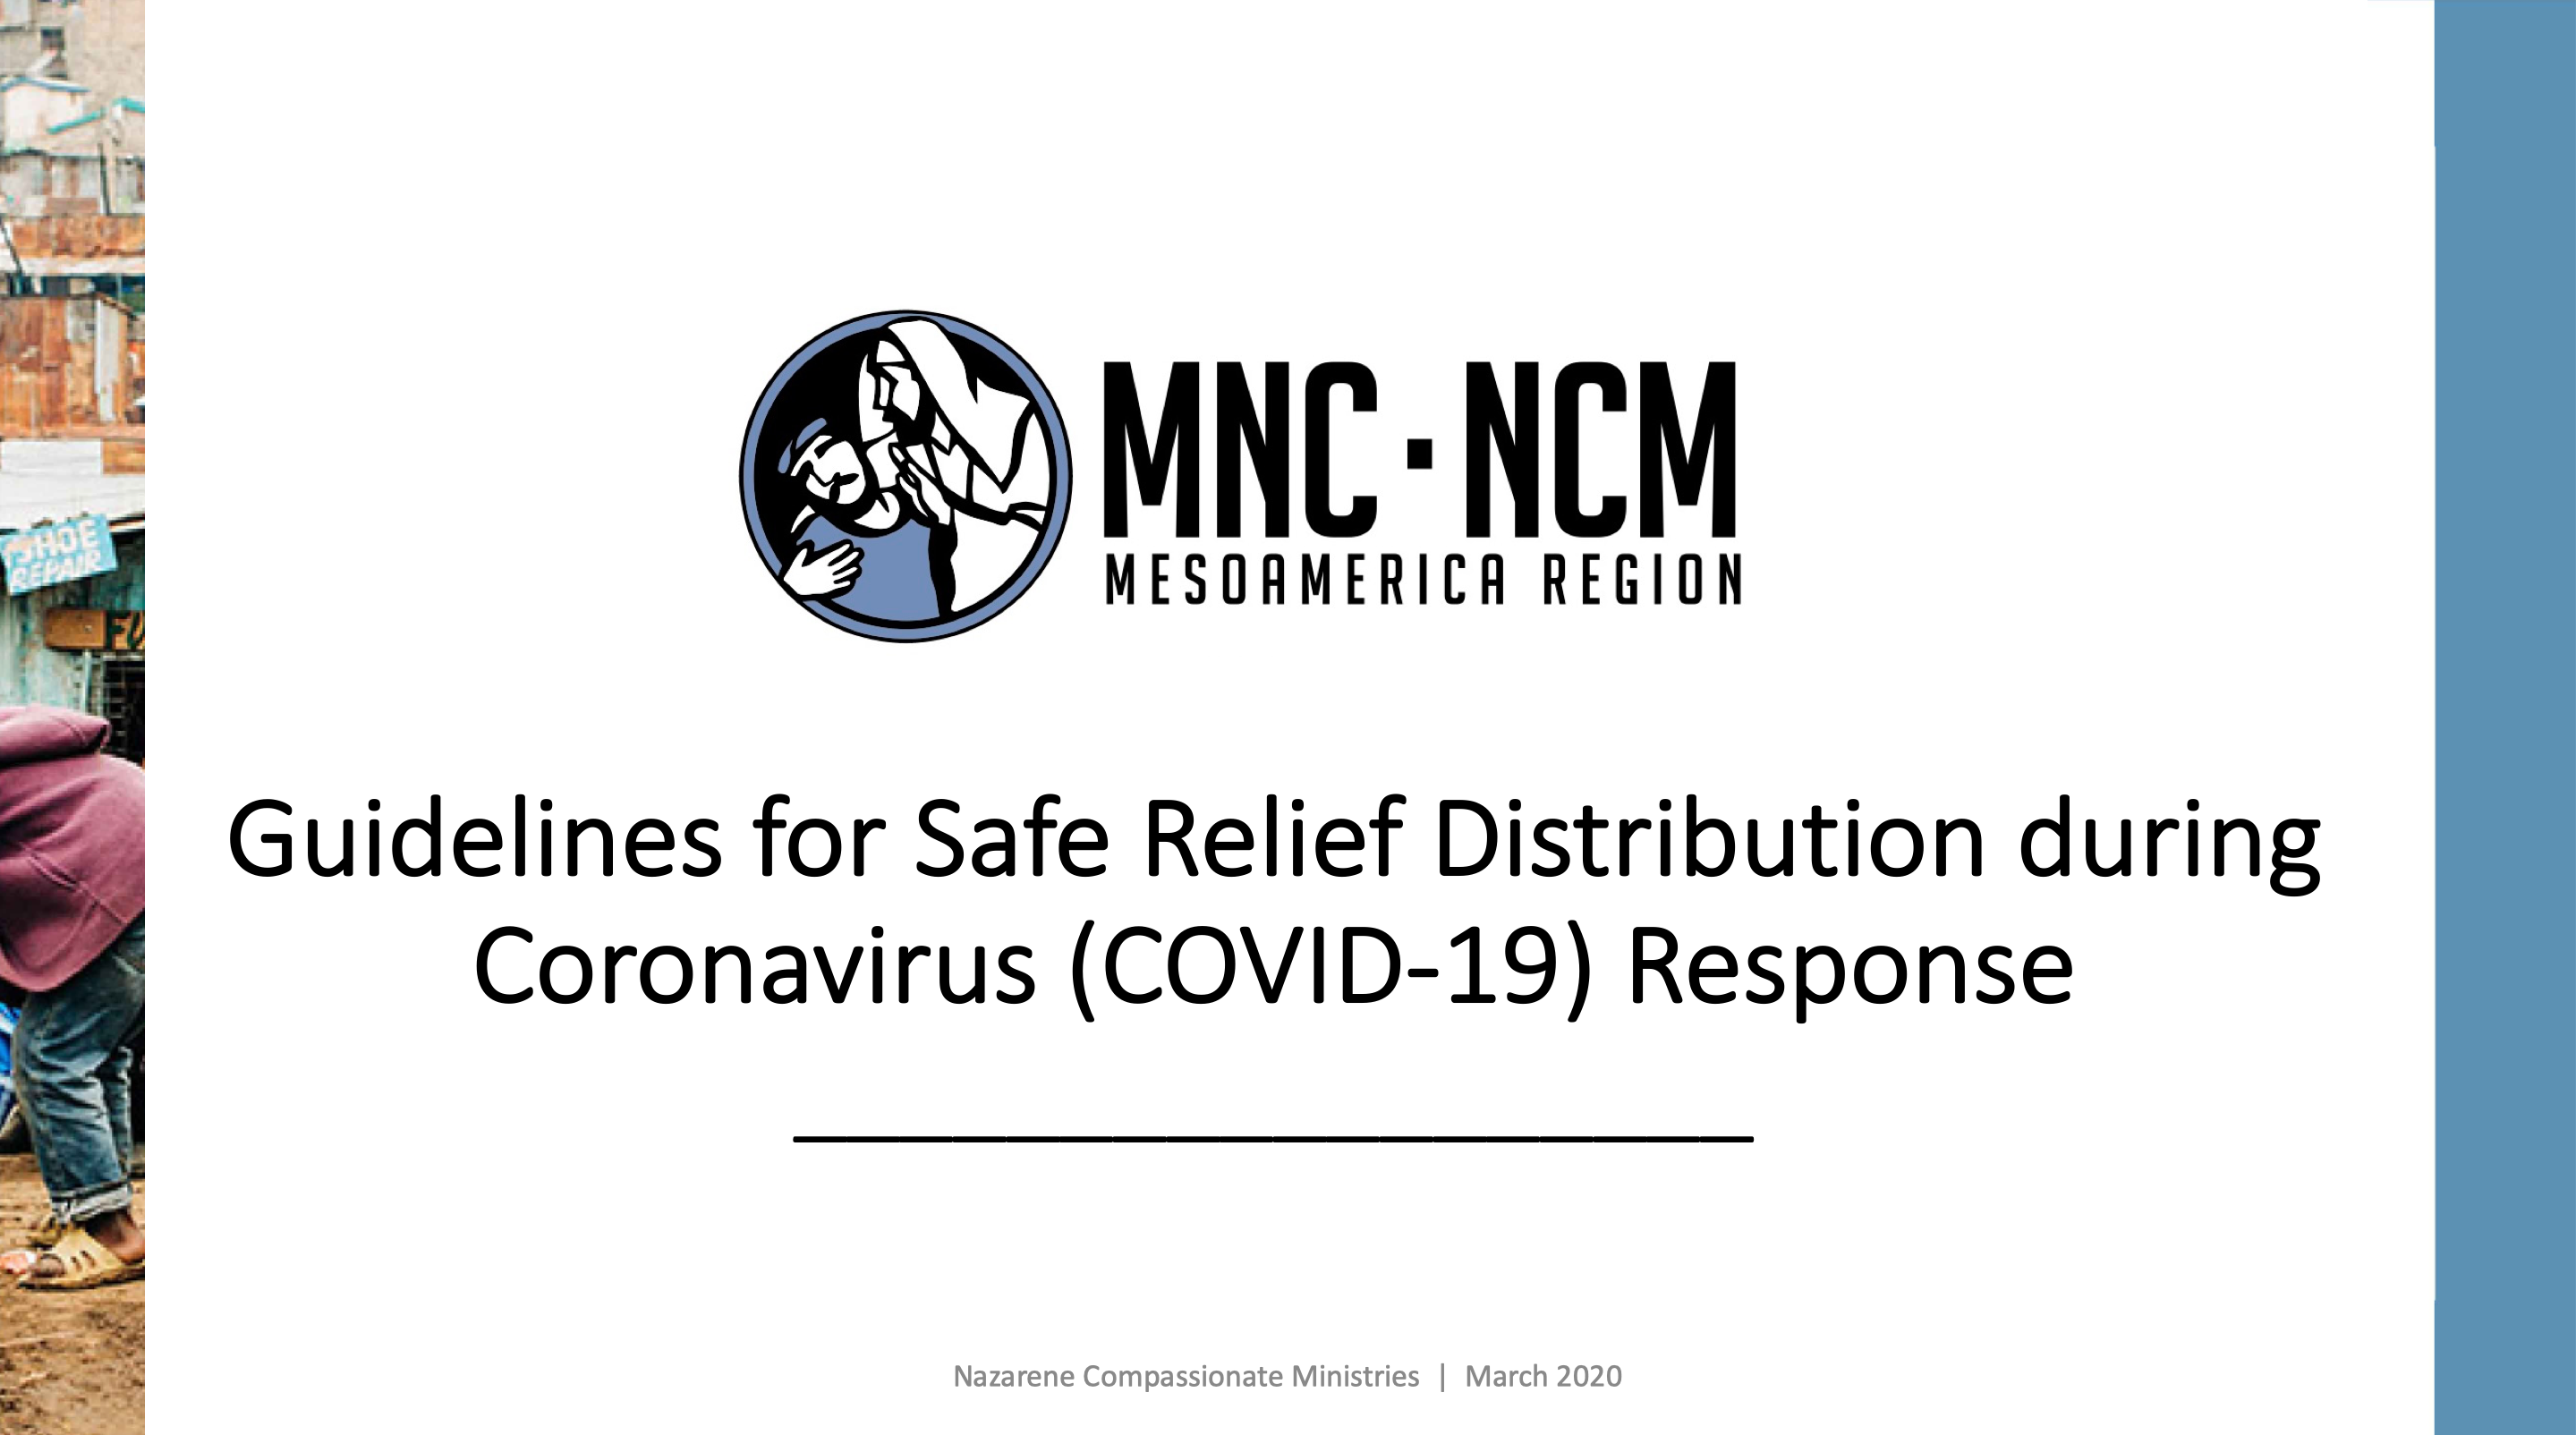 SHOE
REPAIR
FU
MNC·NCM
MESOAMERICA REGION
Guidelines for Safe Relief Distribution during
Coronavirus (COVID-19) Response
Nazarene Compassionate Ministries | March 2020